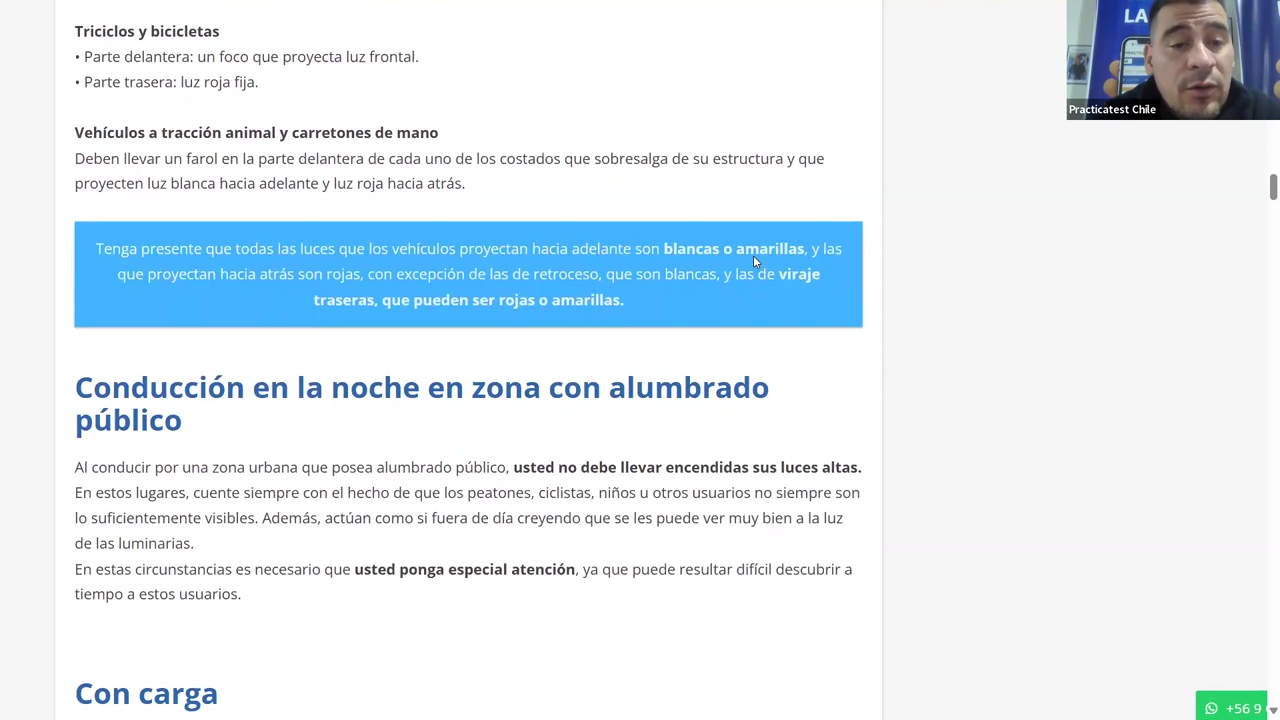 Triciclos y bicicletas
• Parte delantera: un foco que proyecta luz frontal.
• Parte trasera: luz roja fija.
Vehículos a tracción animal y carretones de mano
Deben llevar un farol en la parte delantera de cada uno de los costados que sobresalga de su estructura y que
proyecten luz blanca hacia adelante y luz roja hacia atrás.
Tenga presente que todas las luces que los vehículos proyectan hacia adelante son blancas o amarillas, y las
que proyectan hacia atrás son rojas, con excepción de las de retroceso, que son blancas, y las de viraje
traseras, que pueden ser rojas o amarillas.
Conducción en la noche en zona con alumbrado
público
Al conducir por una zona urbana que posea alumbrado público, usted no debe llevar encendidas sus luces altas.
En estos lugares, cuente siempre con el hecho de que los peatones, ciclistas, niños u otros usuarios no siempre son
lo suficientemente visibles. Además, actúan como si fuera de día creyendo que se les puede ver muy bien a la luz
de las luminarias.
En estas circunstancias es necesario que usted ponga especial atención, ya que puede resultar difícil descubrir a
tiempo a estos usuarios.
Con carga
LA
Practicatest Chile
+56 9